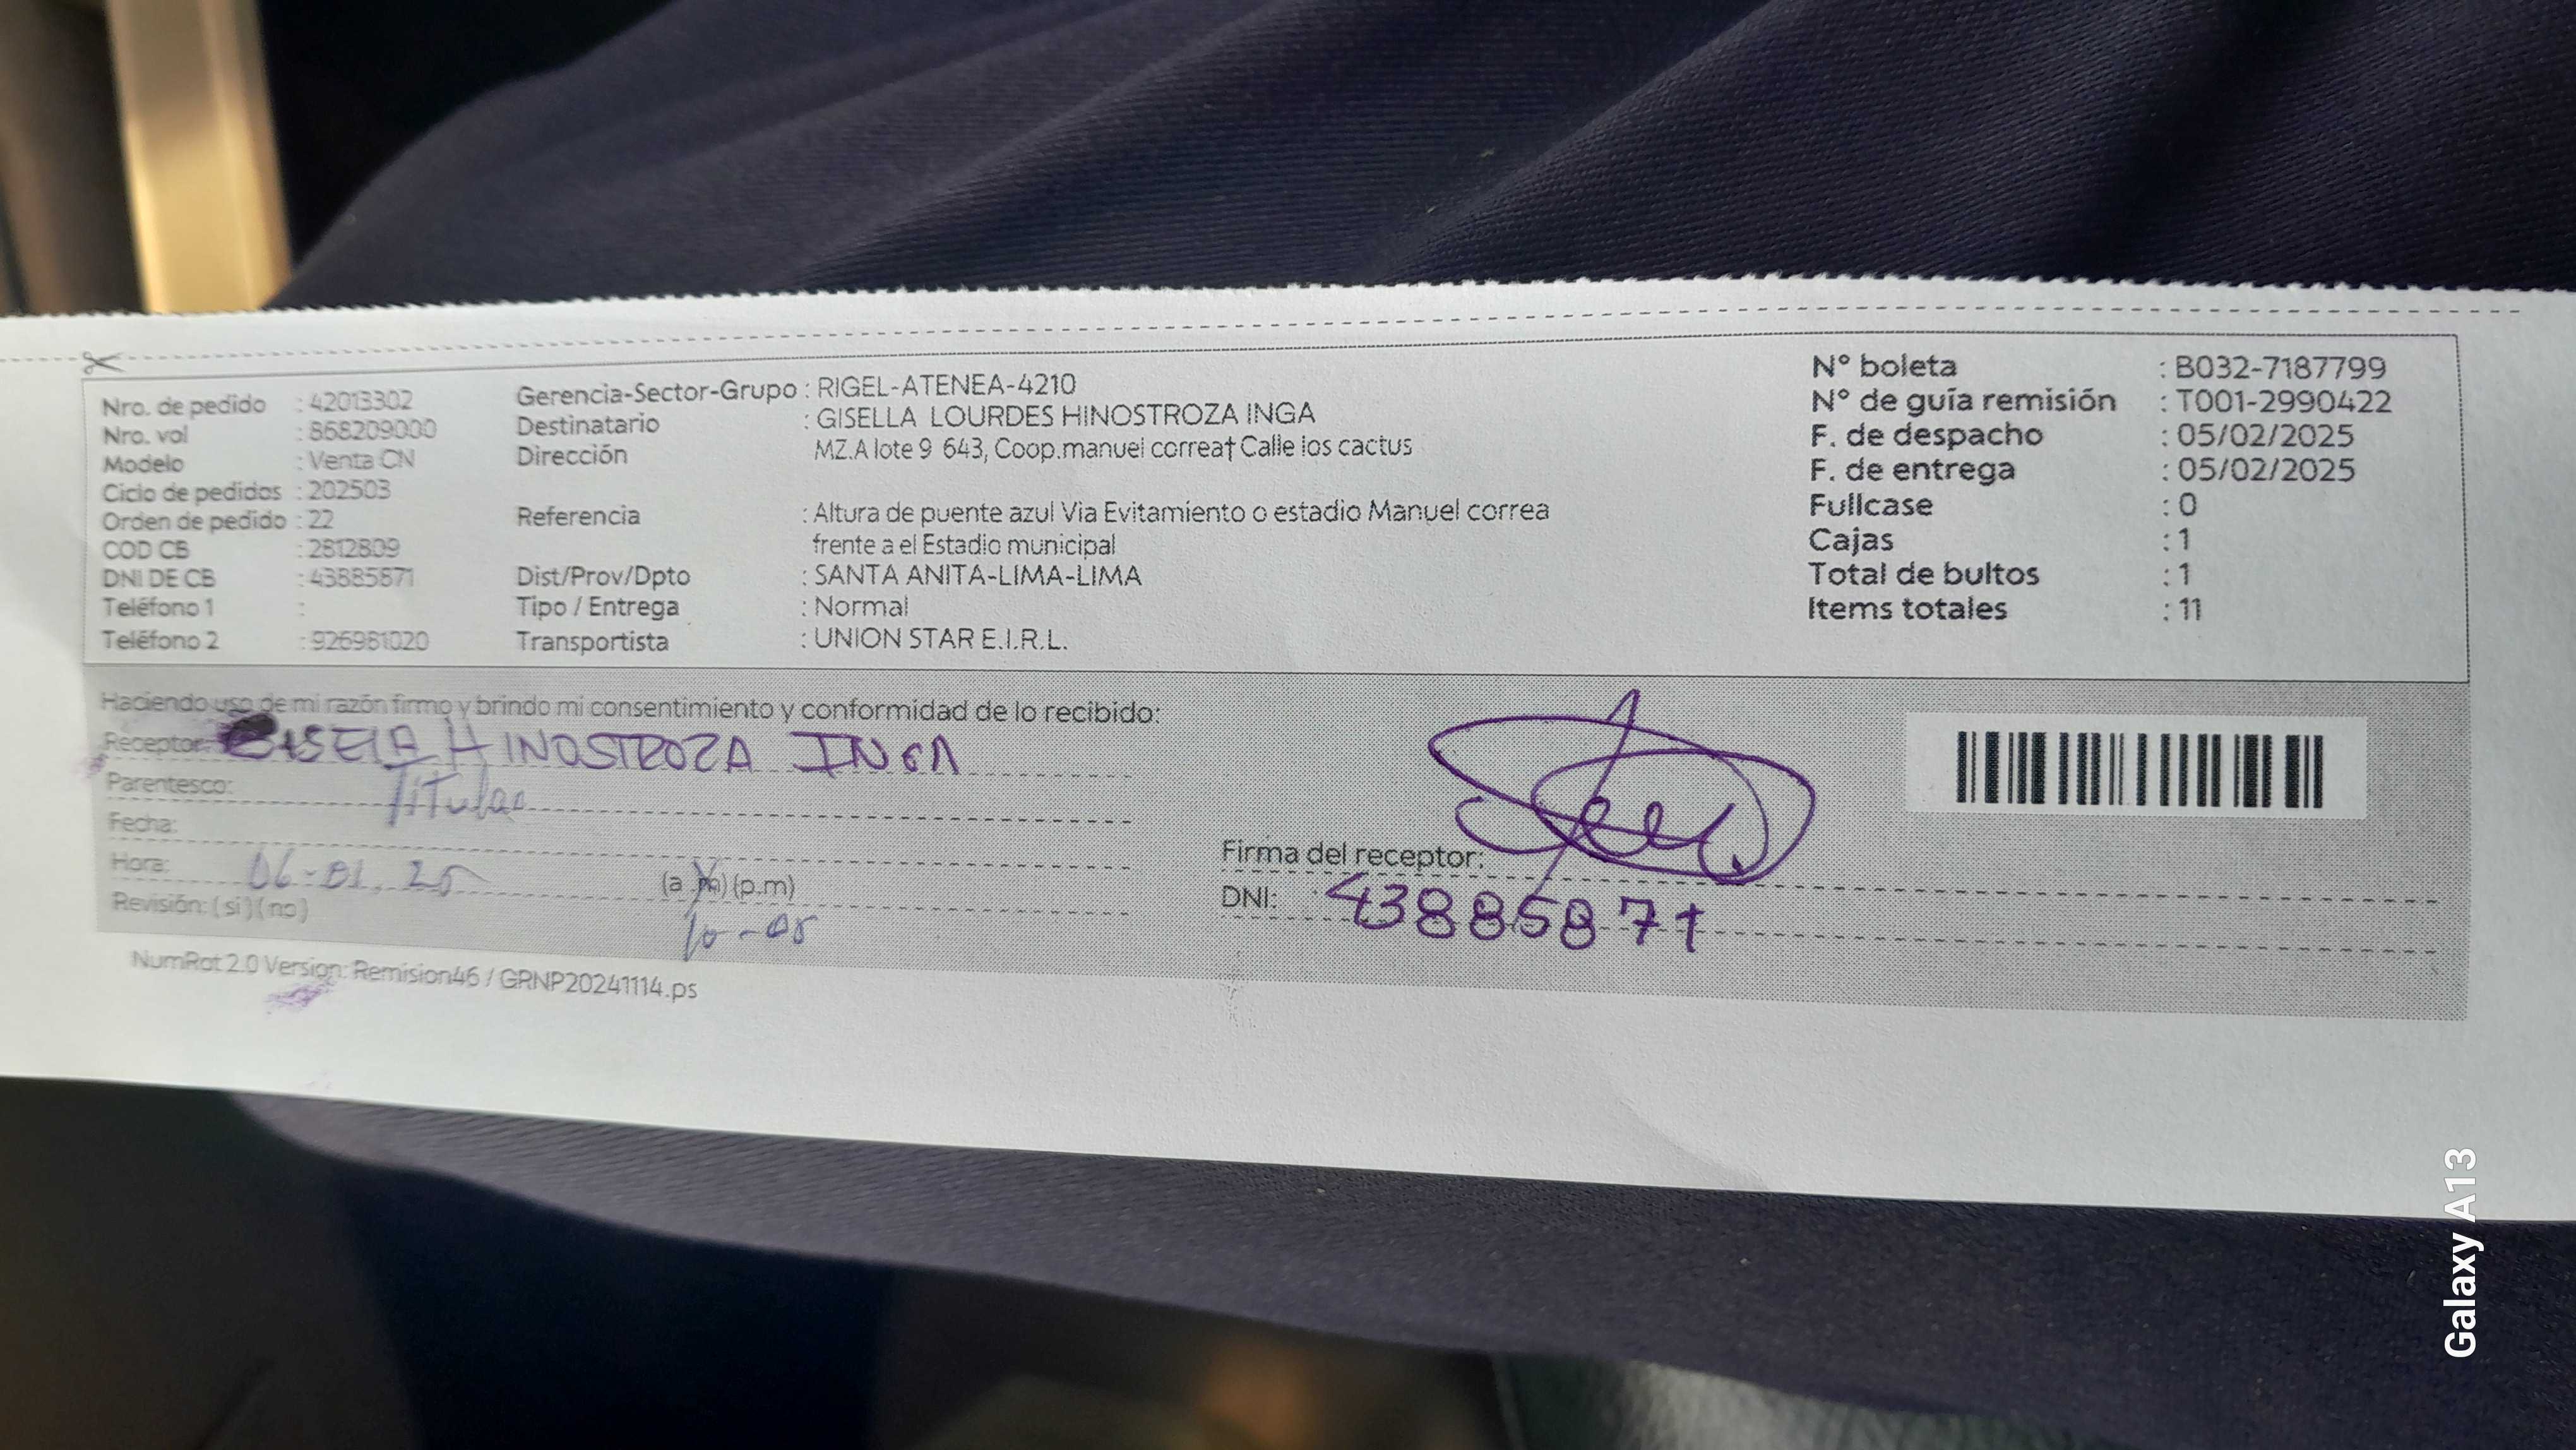 Nro. de pedido : 42013302
Nro. vol : 868209000
Modelo : Venta CN
Ciclo de pedidos : 202503
Orden de pedido : 22
COD CB : 2812809
DNI DE CB : 43885871
Teléfono 1 :
Teléfono 2 : 926981020
Gerencia-Sector-Grupo : RIGEL-ATENEA-4210
Destinatario : GISELLA LOURDES HINOSTROZA INGA
Dirección MZ.A lote 9 643, Coop.manuel correa† Calle los cactus
Referencia : Altura de puente azul Via Evitamiento o estadio Manuel correa
frente a el Estadio municipal
Dist/Prov/Dpto : SANTA ANITA-LIMA-LIMA
Tipo / Entrega : Normal
Transportista : UNION STAR E.I.R.L.
N° boleta : B032-7187799
N° de guía remisión : T001-2990422
F. de despacho : 05/02/2025
F. de entrega : 05/02/2025
Fullcase : 0
Cajas : 1
Total de bultos : 1
Items totales : 11
Haciendo uso de mi razón firmo y brindo mi consentimiento y conformidad de lo recibido:
Receptor: HINOSTROZA INGA
Parentesco: Titular
Fecha:
Hora: (a.m) (p.m)
Revisión: (si) (no)
Firma del receptor:
DNI: 43885871
NumRot 2.0 Version: Remision46 / GRNP20241114.ps
Galaxy A13